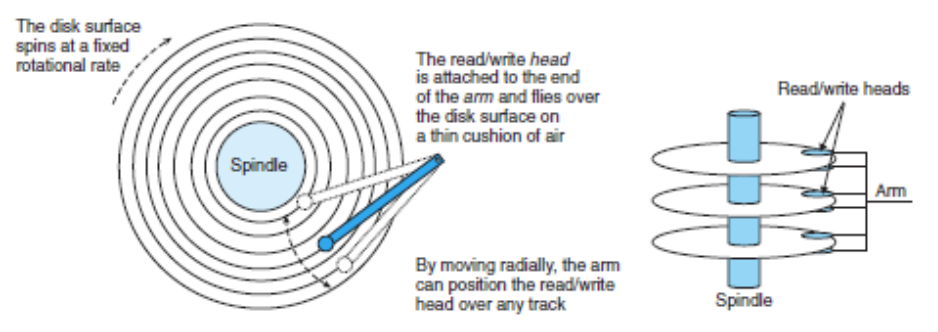 The disk surface
spins at a fixed
rotational rate
Spindle
The read/write head
is attached to the end
of the arm and flies over
the disk surface on
a thin cushion of air
By moving radially, the arm
can position the read/write
head over any track
Read/write heads
Arm
Spindle